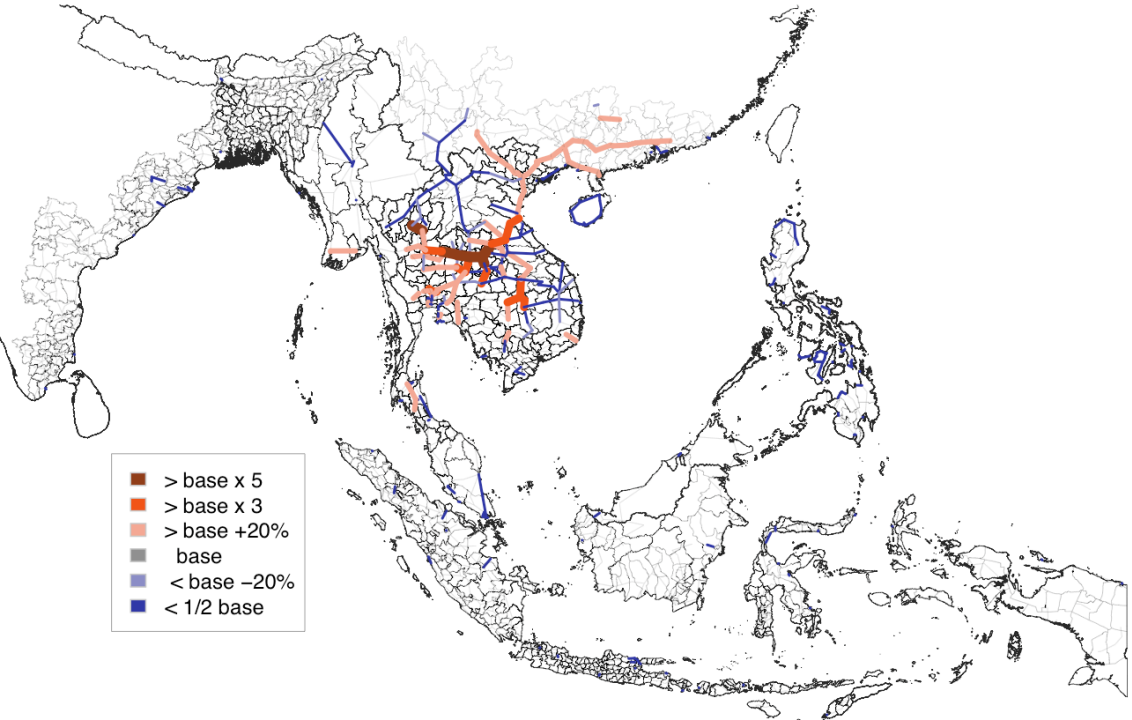 > base x 5
> base x 3
> base +20%
base
< base −20%
< 1/2 base